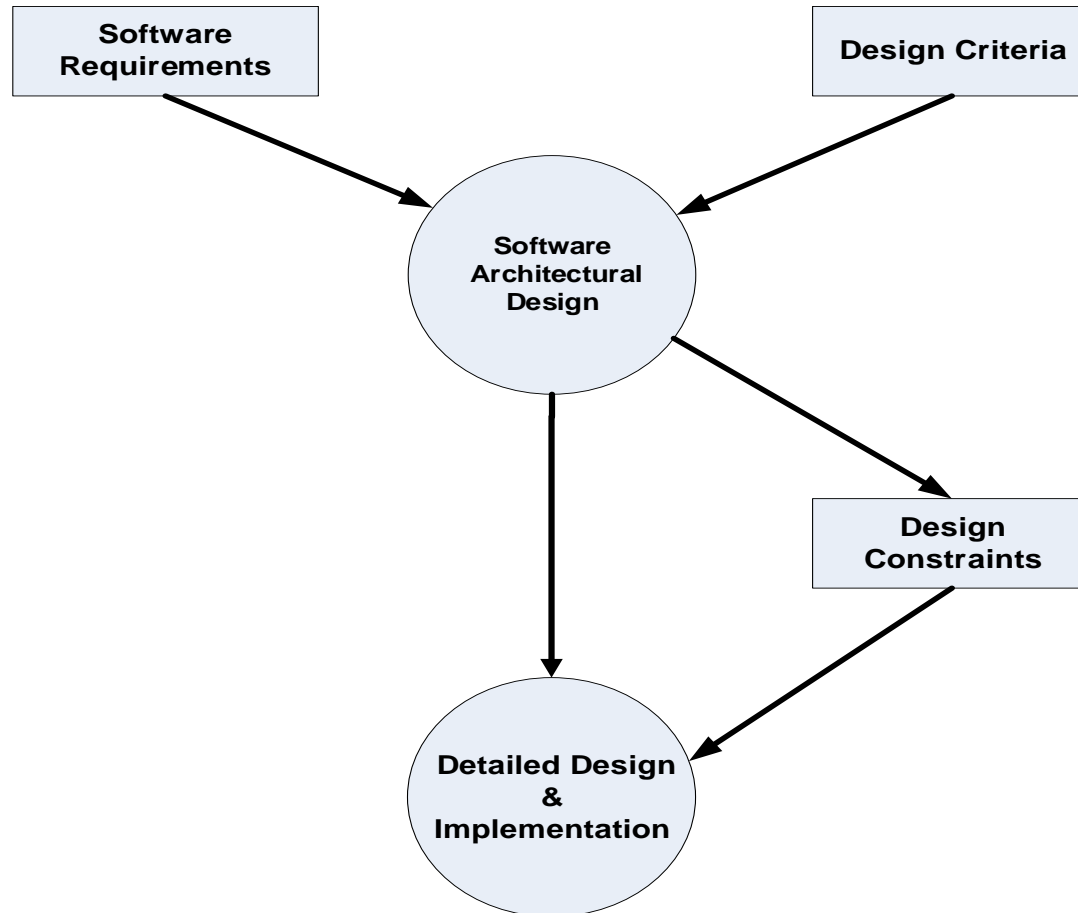 Software
Requirements
Design Criteria
Software
Architectural
Design
Design
Constraints
Detailed Design
&
Implementation